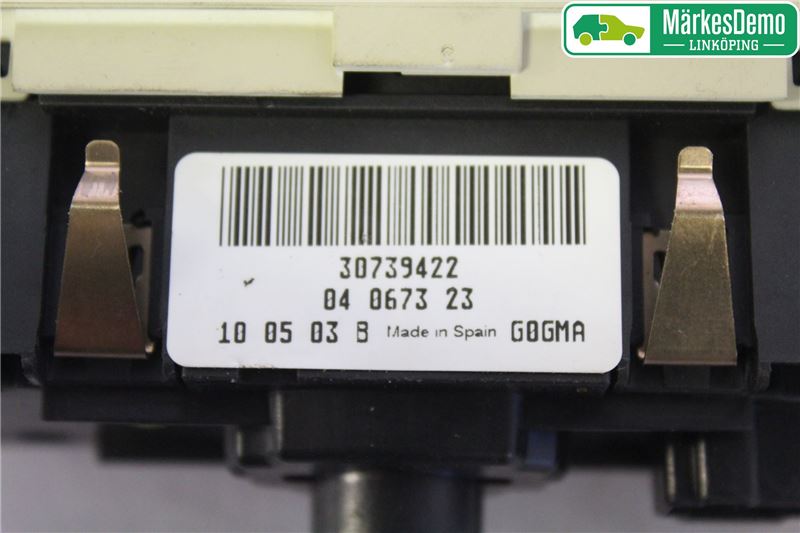 MärkesDemo
LINKÖPING
30739422
04 0673 23
10 05 03 B Made in Spain G0GMA